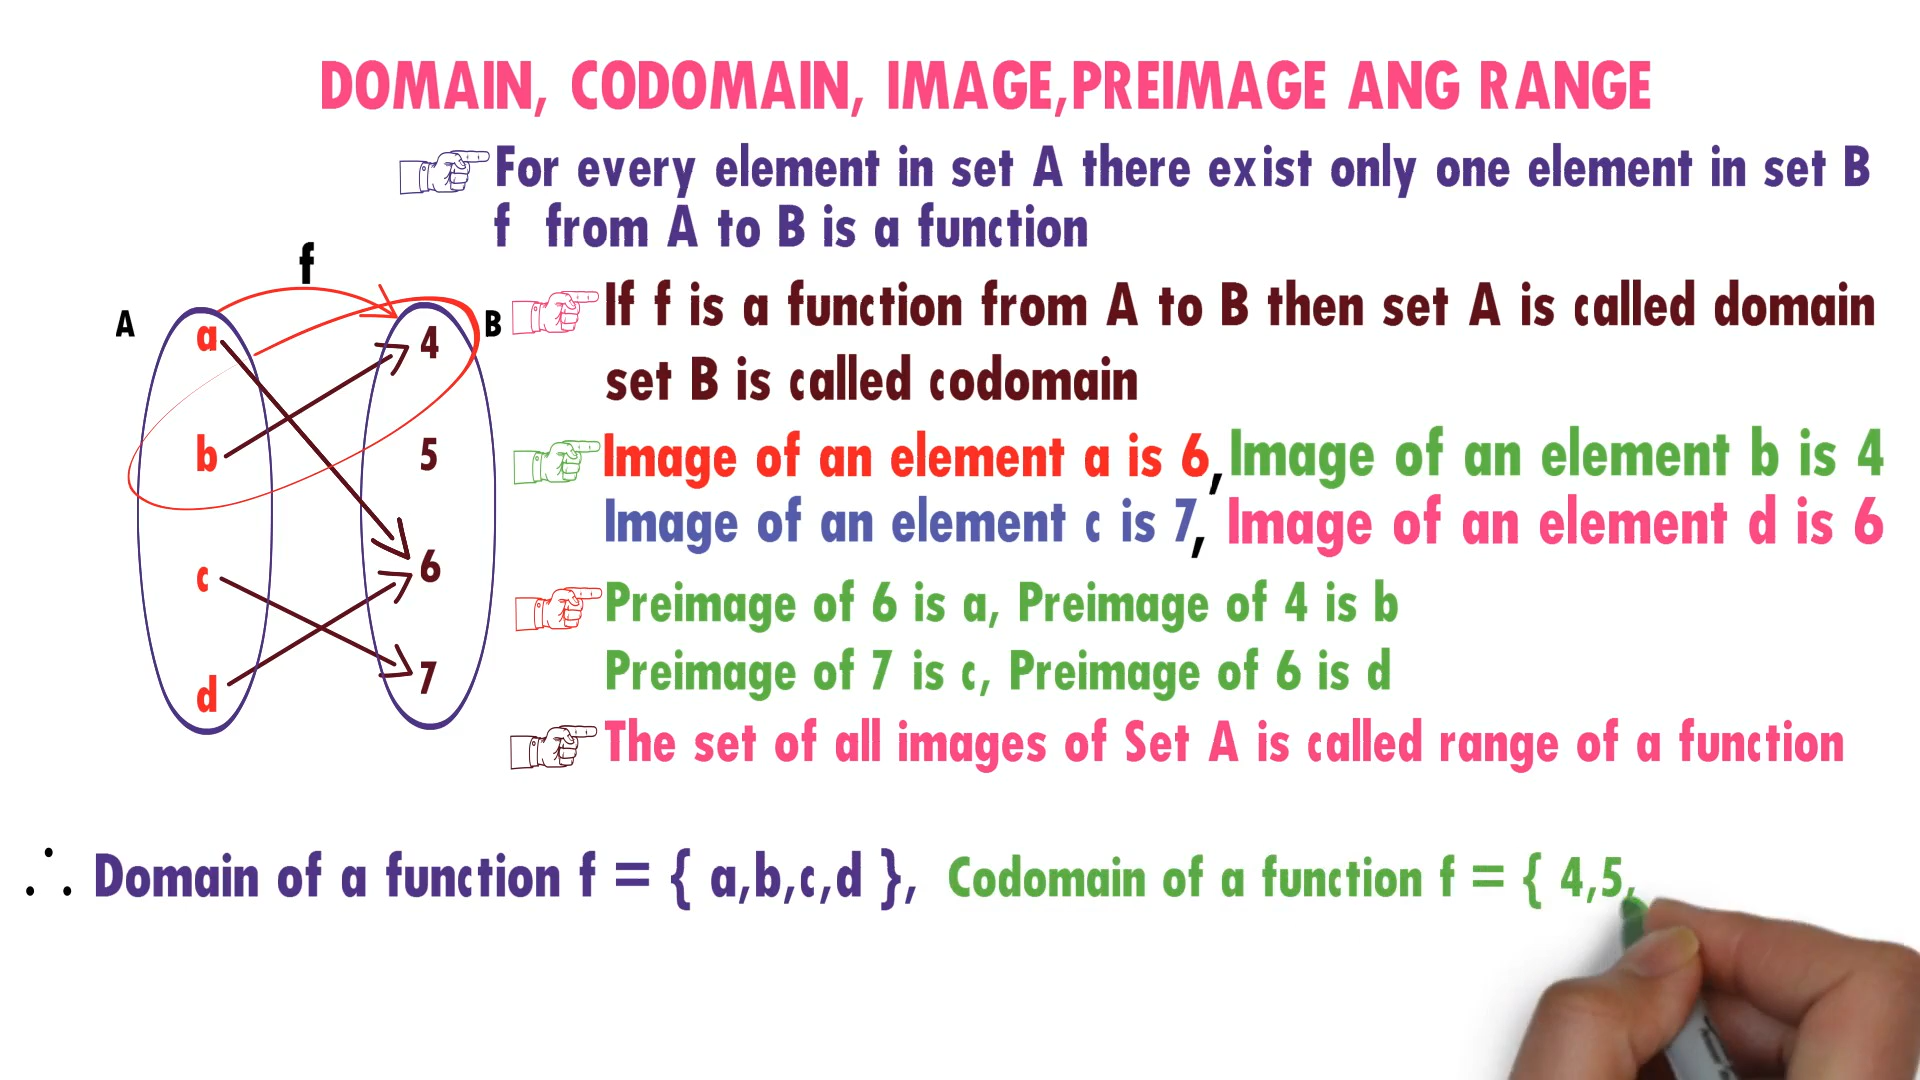 DOMAIN, CODOMAIN, IMAGE,PREIMAGE ANG RANGE
For every element in set A there exist only one element in set B
f from A to B is a function
f
A
B
a
b
c
d
4
5
6
7
If f is a function from A to B then set A is called domain
set B is called codomain
Image of an element a is 6, Image of an element b is 4
Image of an element c is 7, Image of an element d is 6
Preimage of 6 is a, Preimage of 4 is b
Preimage of 7 is c, Preimage of 6 is d
The set of all images of Set A is called range of a function
∴ Domain of a function f = { a,b,c,d }, Codomain of a function f = { 4,5,